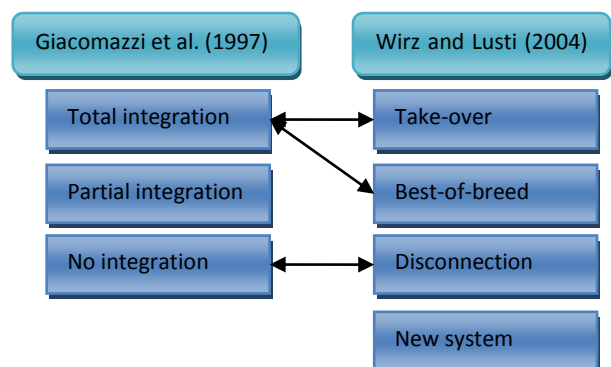 Giacomazzi et al. (1997)
Wirz and Lusti (2004)
Total integration
Take-over
Partial integration
Best-of-breed
No integration
Disconnection
New system